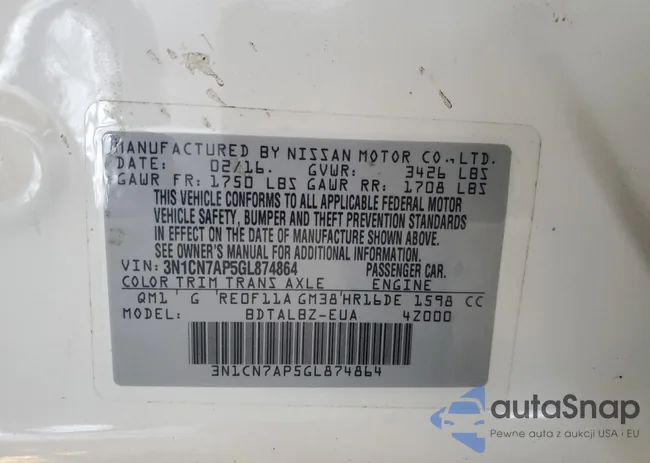 MANUFACTURED BY NISSAN MOTOR CO., LTD.
DATE: 02/16. GVWR: 3426 LBS
GAWR FR: 1750 LBS GAWR RR: 1708 LBS
THIS VEHICLE CONFORMS TO ALL APPLICABLE FEDERAL MOTOR
VEHICLE SAFETY, BUMPER AND THEFT PREVENTION STANDARDS
IN EFFECT ON THE DATE OF MANUFACTURE SHOWN ABOVE.
SEE OWNER'S MANUAL FOR ADDITIONAL INFORMATION.
VIN: 3N1CN7AP5GL874864 PASSENGER CAR.
COLOR TRIM TRANS AXLE ENGINE
QM1 G RE0F11A GM38 HR16DE 1598 CC
MODEL: BDTALBZ-EUA 4Z000
3N1CN7AP5GL874864
autoSnap
Pewne auta z aukcji USA i EU